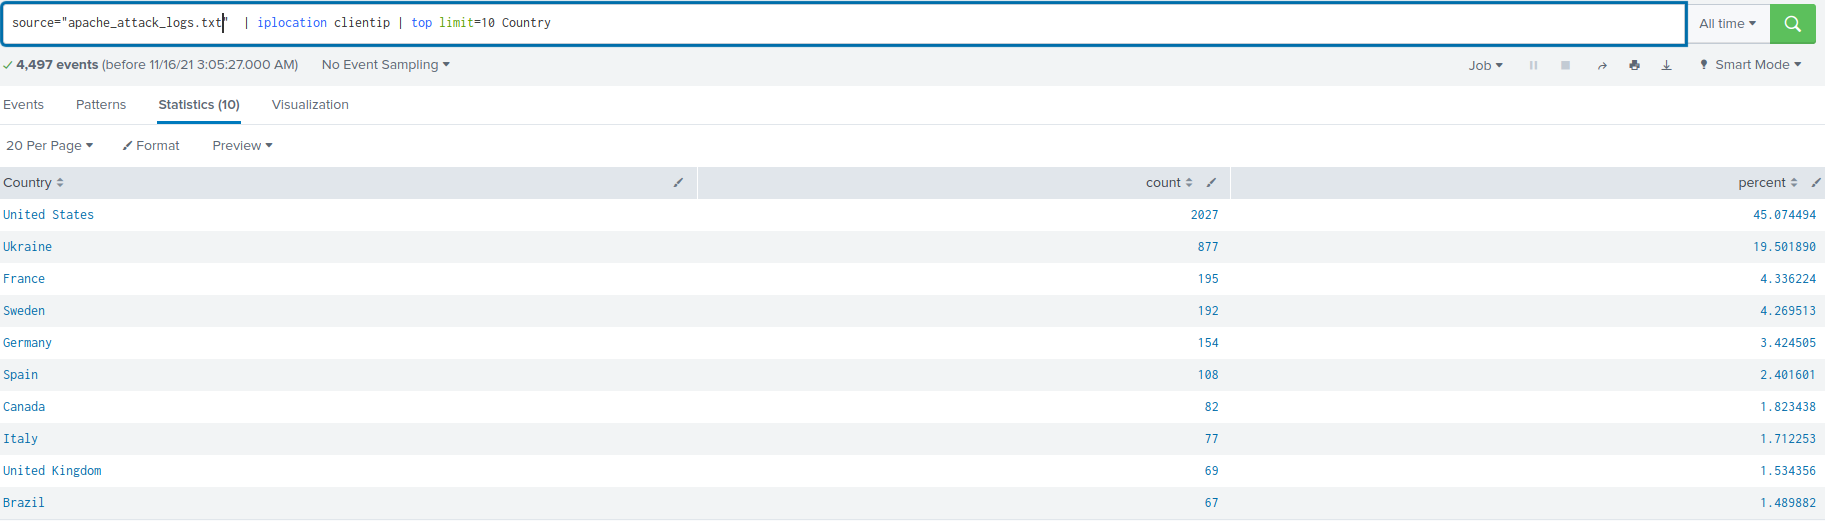 source="apache_attack_logs.txt"  | iplocation clientip | top limit=10 Country
All time
4,497 events (before 11/16/21 3:05:27.000 AM) No Event Sampling Job Smart Mode
Events Patterns Statistics (10) Visualization
20 Per Page Format Preview
Country count percent
United States 2027 45.074494
Ukraine 877 19.501890
France 195 4.336224
Sweden 192 4.269513
Germany 154 3.424505
Spain 108 2.401601
Canada 82 1.823438
Italy 77 1.712253
United Kingdom 69 1.534356
Brazil 67 1.489882